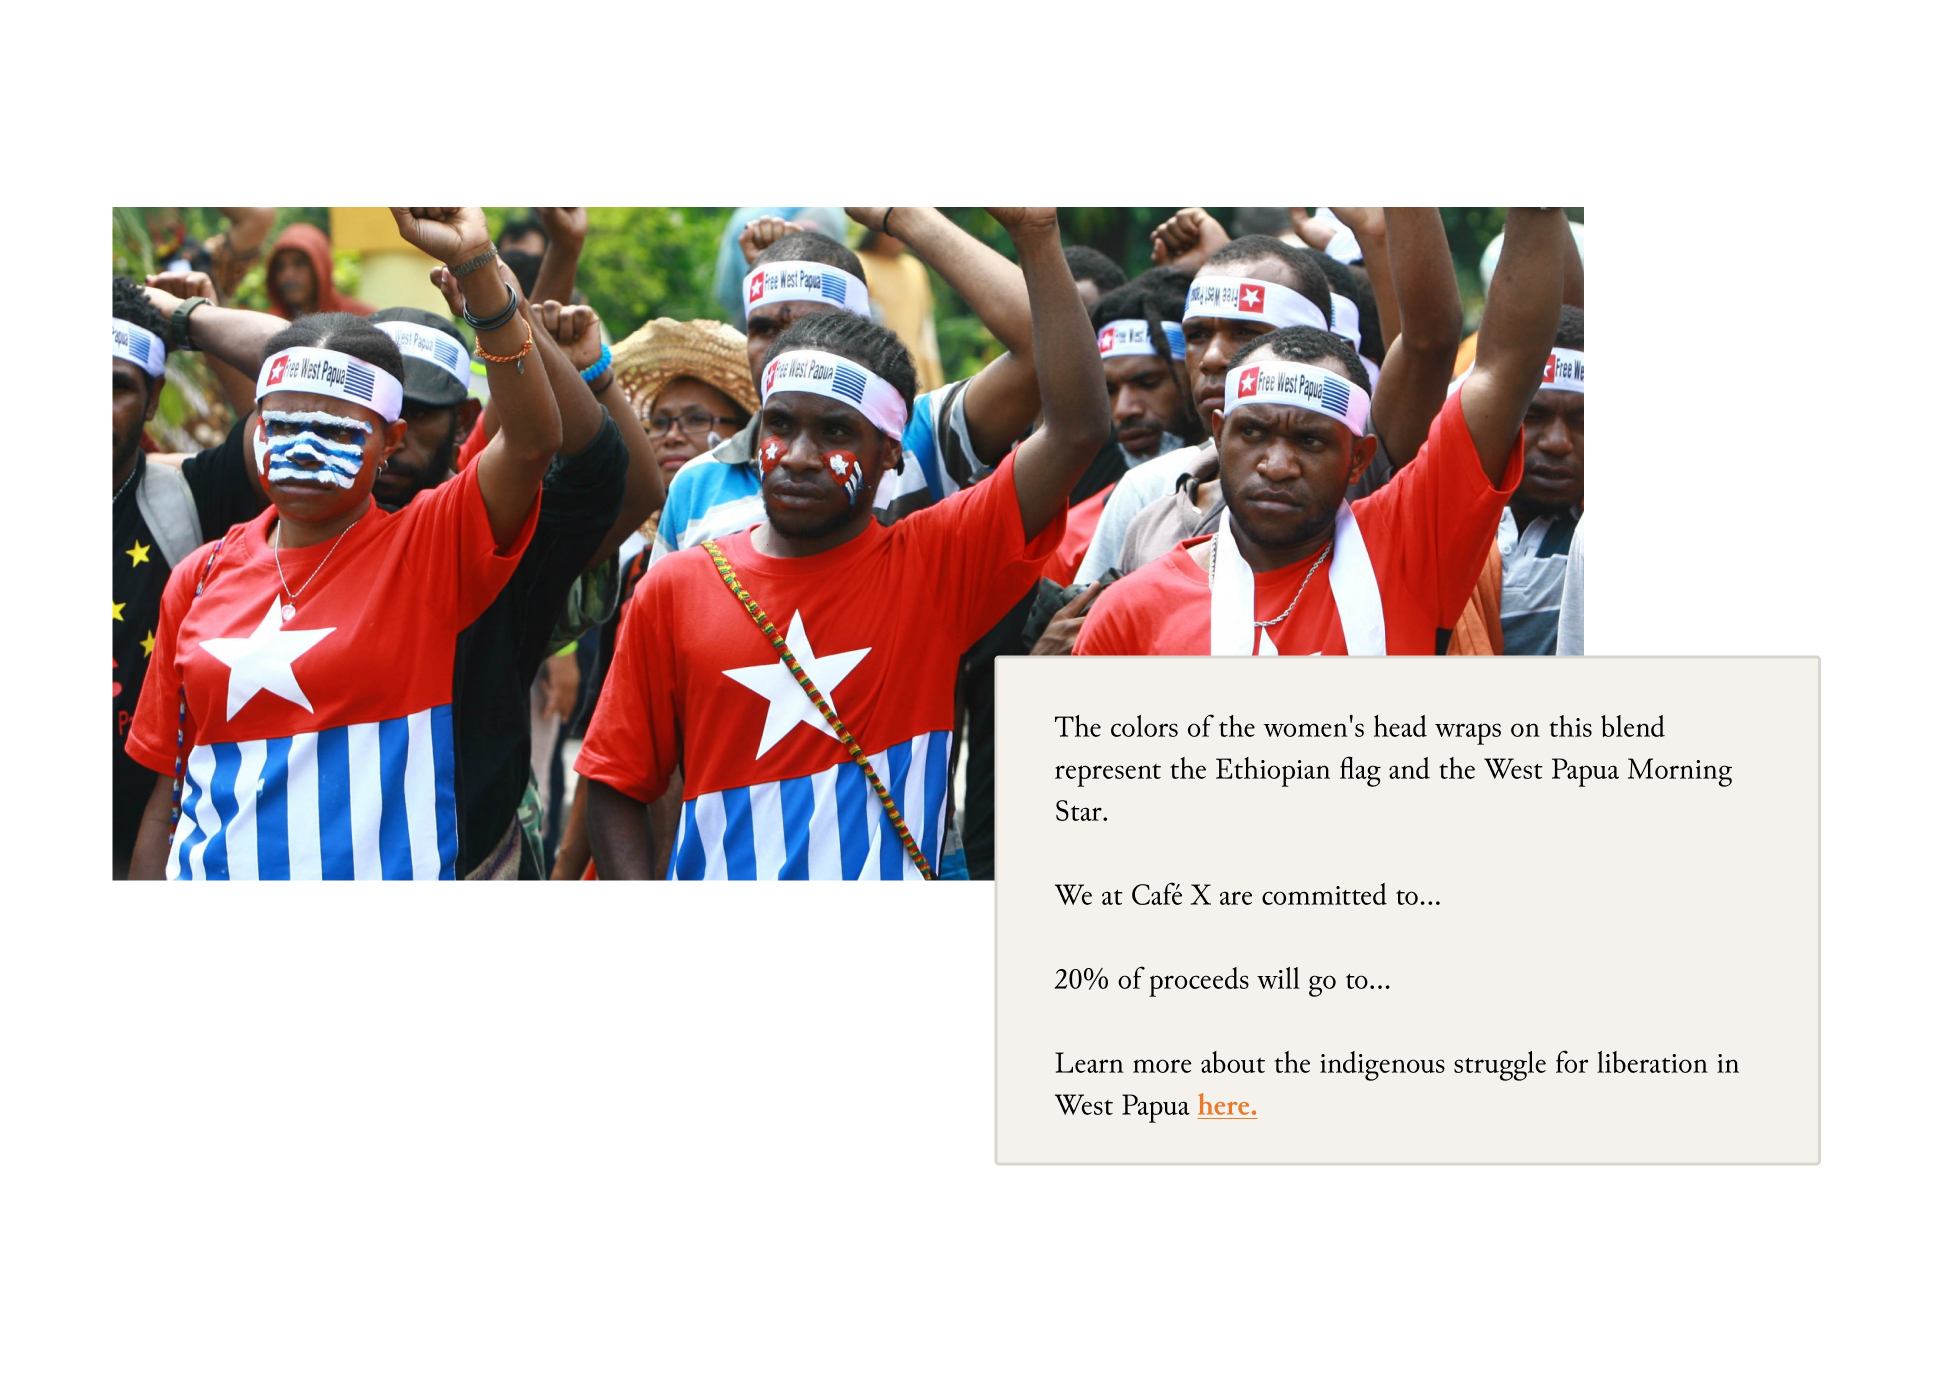 Papua
Free West Papua
West Papua
Free West Papua
Free West Papua
Free West P
Free West Papua
Free West Papua
Free We
P
The colors of the women's head wraps on this blend
represent the Ethiopian flag and the West Papua Morning
Star.
We at Café X are committed to...
20% of proceeds will go to...
Learn more about the indigenous struggle for liberation in
West Papua here.